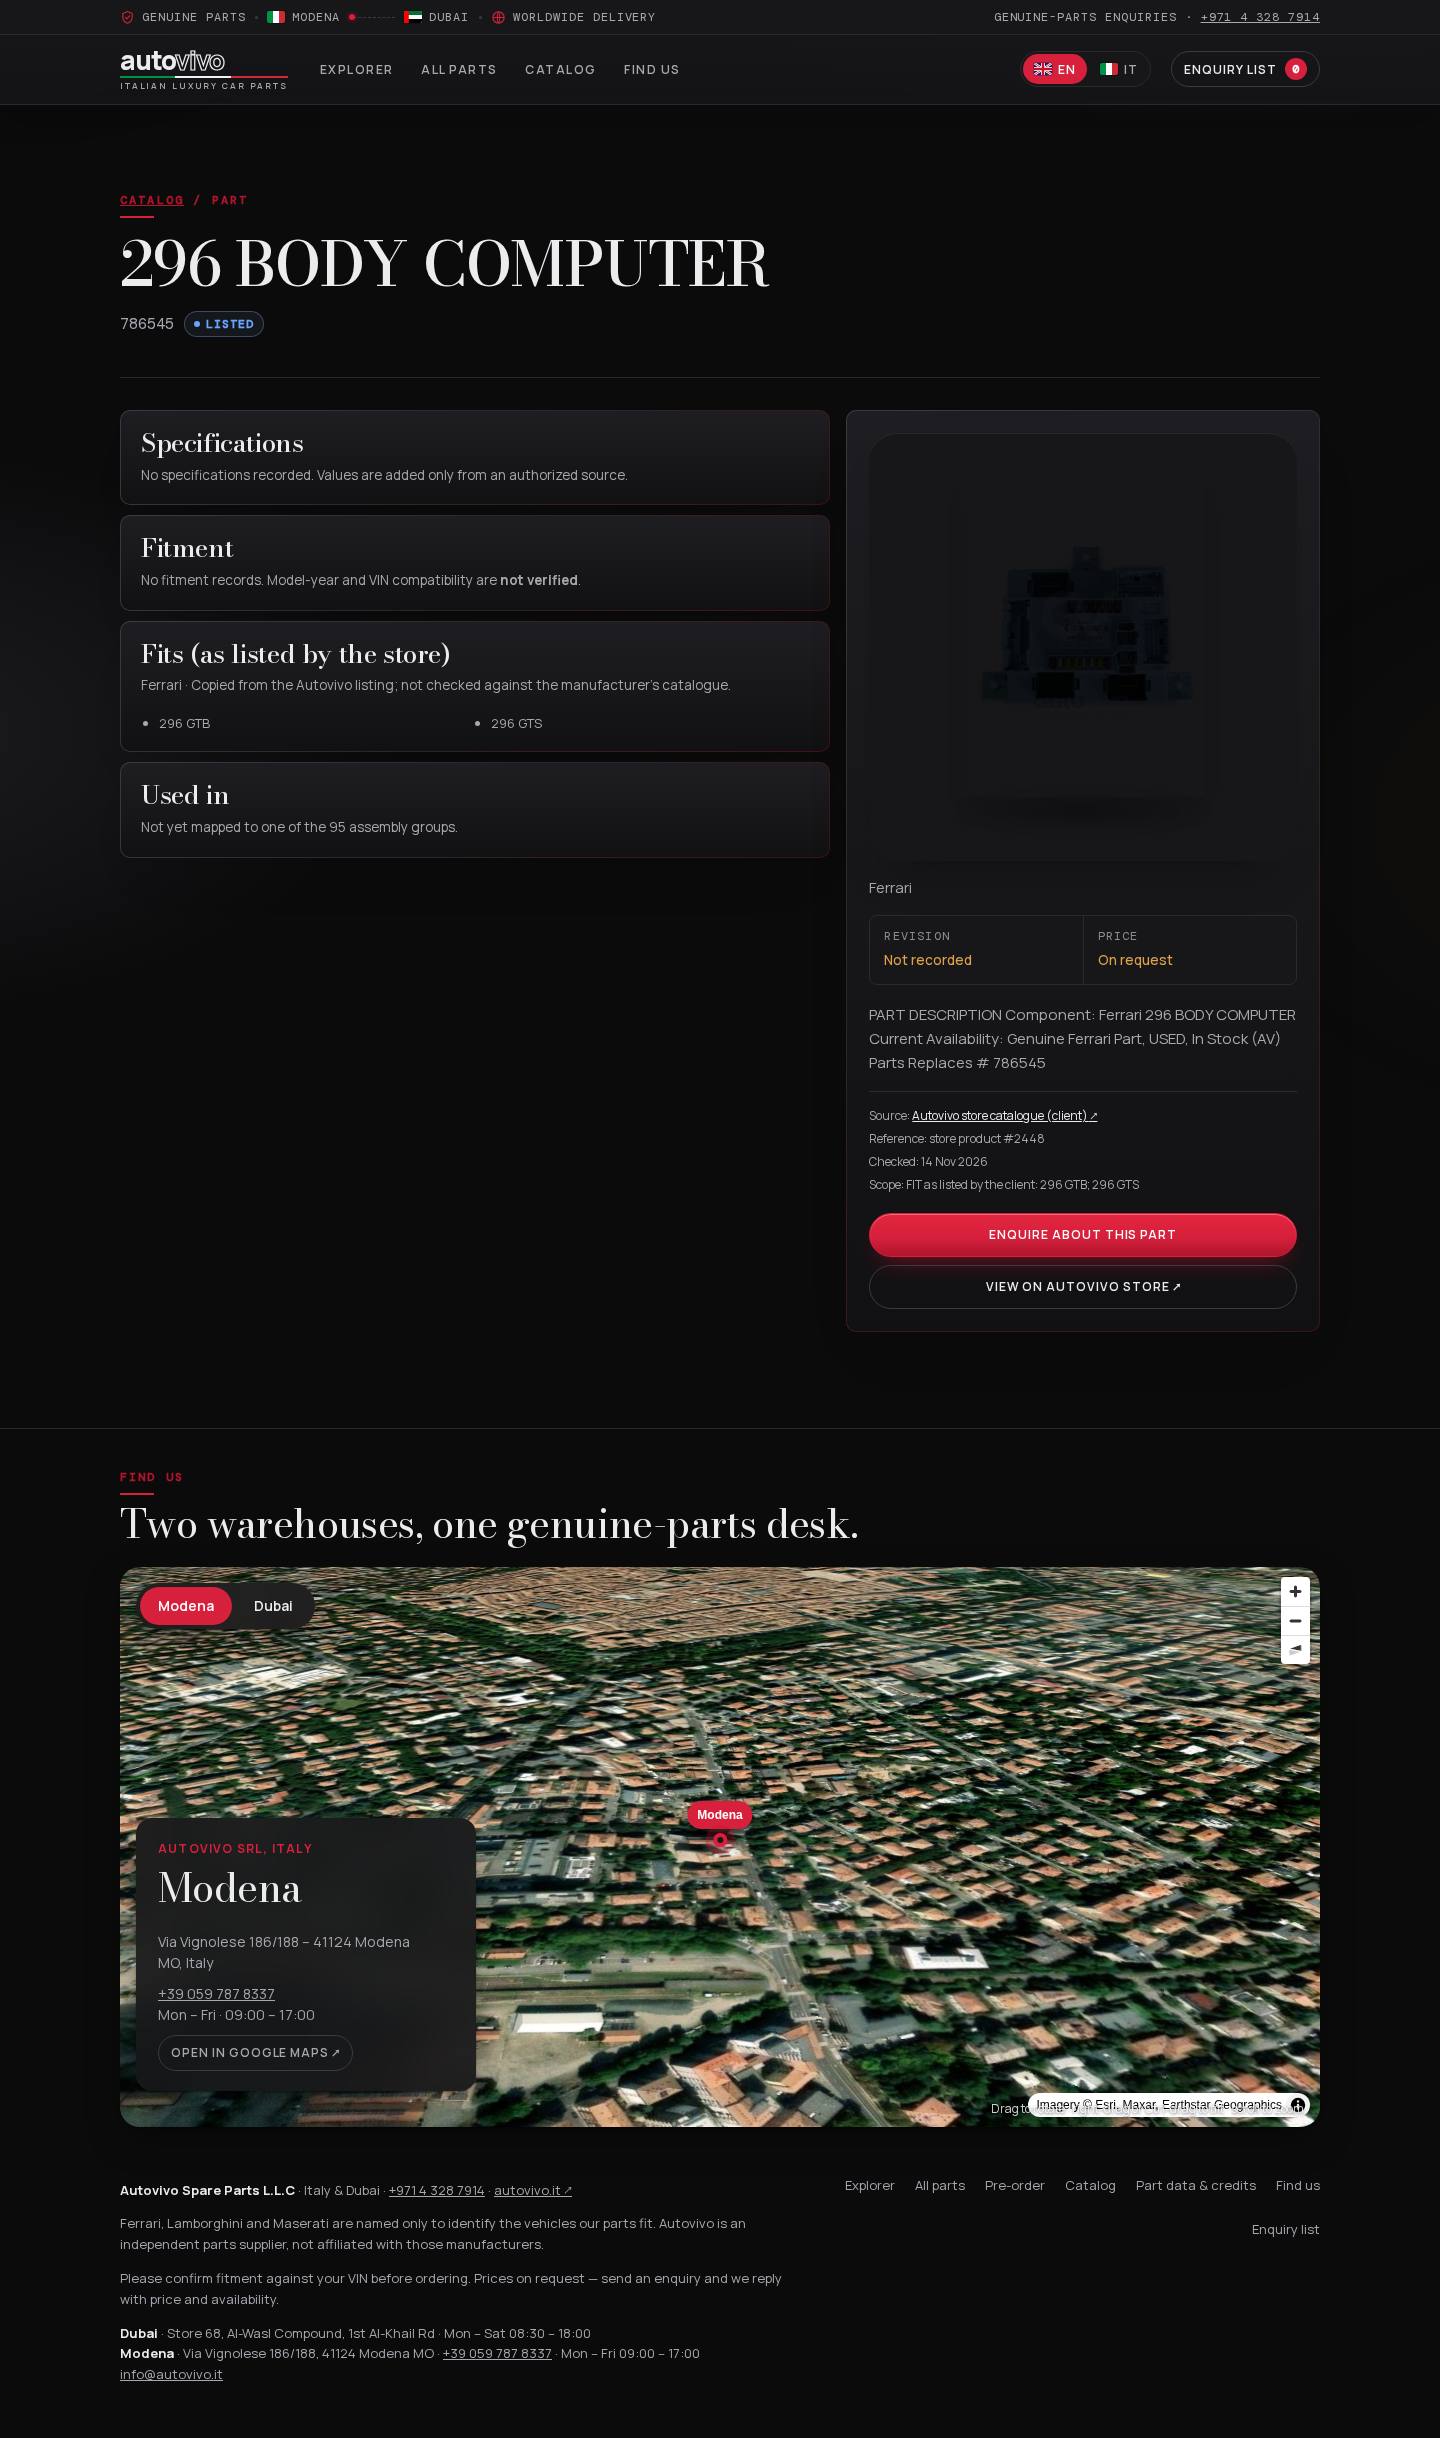 GENUINE PARTS • MODENA DUBAI • WORLDWIDE DELIVERY
GENUINE-PARTS ENQUIRIES · +971 4 328 7914
autovivo
ITALIAN LUXURY CAR PARTS
EXPLORER ALL PARTS CATALOG FIND US
EN IT ENQUIRY LIST 0
CATALOG / PART
296 BODY COMPUTER
786545 LISTED
Specifications
No specifications recorded. Values are added only from an authorized source.
Fitment
No fitment records. Model-year and VIN compatibility are not verified.
Fits (as listed by the store)
Ferrari · Copied from the Autovivo listing; not checked against the manufacturer's catalogue.
• 296 GTB
• 296 GTS
Used in
Not yet mapped to one of the 95 assembly groups.
Ferrari
REVISION
Not recorded
PRICE
On request
PART DESCRIPTION Component: Ferrari 296 BODY COMPUTER
Current Availability: Genuine Ferrari Part, USED, In Stock (AV)
Parts Replaces # 786545
Source: Autovivo store catalogue (client) ↗
Reference: store product #2448
Checked: 14 Nov 2026
Scope: FIT as listed by the client: 296 GTB; 296 GTS
ENQUIRE ABOUT THIS PART
VIEW ON AUTOVIVO STORE ↗
FIND US
Two warehouses, one genuine-parts desk.
Modena Dubai
Modena
AUTOVIVO SRL, ITALY
Modena
Via Vignolese 186/188 – 41124 Modena
MO, Italy
+39 059 787 8337
Mon – Fri · 09:00 – 17:00
OPEN IN GOOGLE MAPS ↗
Drag to
Imagery © Esri, Maxar, Earthstar Geographics
Autovivo Spare Parts L.L.C · Italy & Dubai · +971 4 328 7914 · autovivo.it ↗
Ferrari, Lamborghini and Maserati are named only to identify the vehicles our parts fit. Autovivo is an
independent parts supplier, not affiliated with those manufacturers.
Please confirm fitment against your VIN before ordering. Prices on request — send an enquiry and we reply
with price and availability.
Dubai · Store 68, Al-Wasl Compound, 1st Al-Khail Rd · Mon – Sat 08:30 – 18:00
Modena · Via Vignolese 186/188, 41124 Modena MO · +39 059 787 8337 · Mon – Fri 09:00 – 17:00
info@autovivo.it
Explorer All parts Pre-order Catalog Part data & credits Find us
Enquiry list